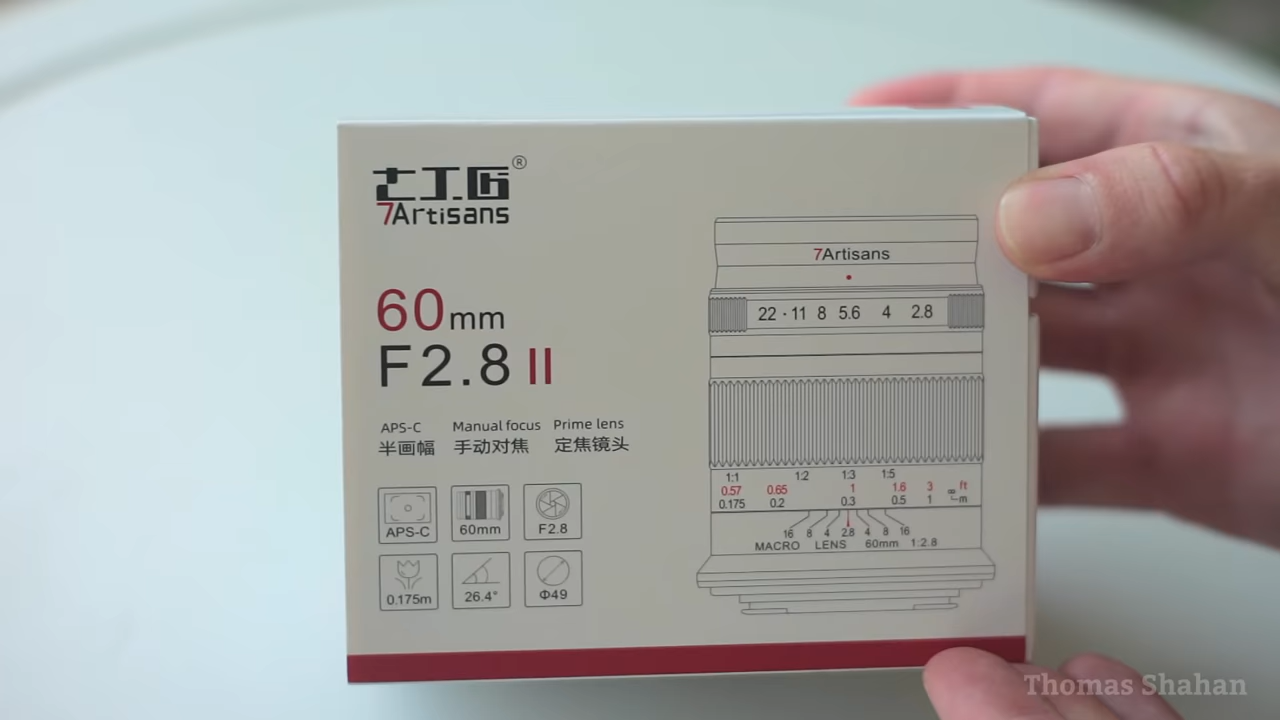 七工匠®
7Artisans
60mm
F2.8 II
APS-C Manual focus Prime lens
半画幅 手动对焦 定焦镜头
APS-C 60mm F2.8
0.175m 26.4° Φ49
7Artisans
22 · 11 8 5.6 4 2.8
1:1 1:2 1:3 1:5
0.57 0.65 1 1.6 3 ∞ ft
0.175 0.2 0.3 0.5 1 m
16 8 4 2.8 4 8 16
MACRO LENS 60mm 1:2.8
Thomas Shahan